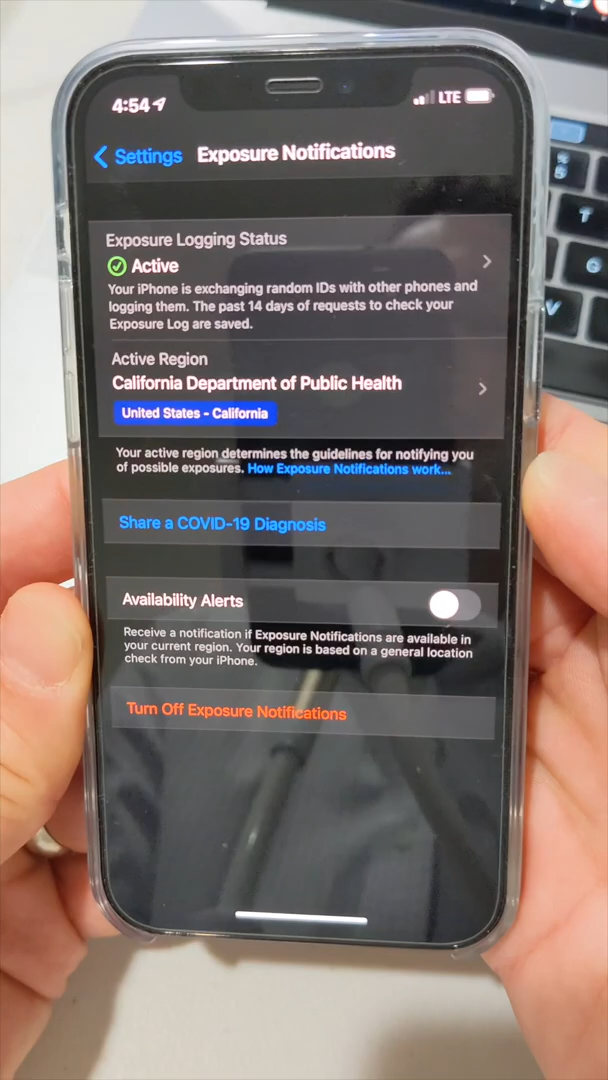 4:54
LTE
Settings
Exposure Notifications
Exposure Logging Status
Active
Your iPhone is exchanging random IDs with other phones and
logging them. The past 14 days of requests to check your
Exposure Log are saved.
Active Region
California Department of Public Health
United States - California
Your active region determines the guidelines for notifying you
of possible exposures. How Exposure Notifications work...
Share a COVID-19 Diagnosis
Availability Alerts
Receive a notification if Exposure Notifications are available in
your current region. Your region is based on a general location
check from your iPhone.
Turn Off Exposure Notifications
T
V